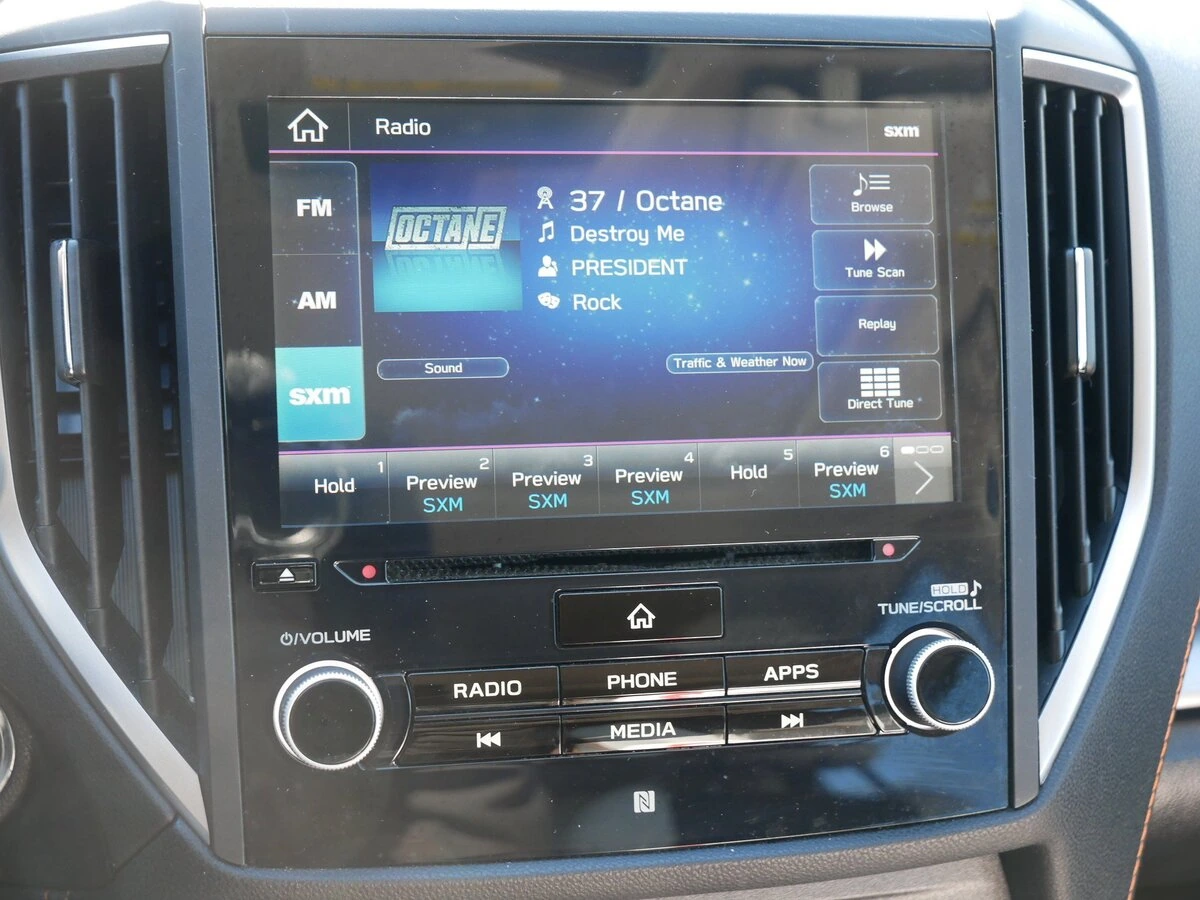 Radio
sxm
FM
AM
sxm
OCTANE
37 / Octane
Destroy Me
PRESIDENT
Rock
Sound
Traffic & Weather Now
Browse
Tune Scan
Replay
Direct Tune
1
Hold
2
Preview
SXM
3
Preview
SXM
4
Preview
SXM
5
Hold
6
Preview
SXM
/VOLUME
HOLD
TUNE/SCROLL
RADIO
PHONE
APPS
MEDIA
N